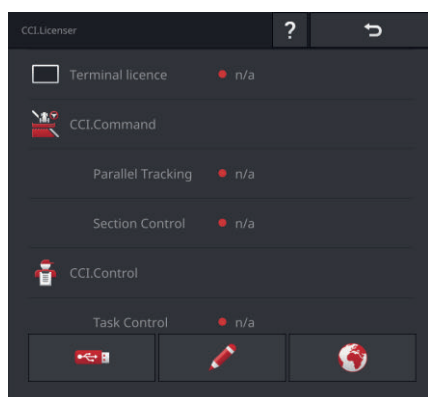 CCI.Licenser ?
Terminal licence n/a
CCI.Command
Parallel Tracking n/a
Section Control n/a
CCI.Control
Task Control n/a